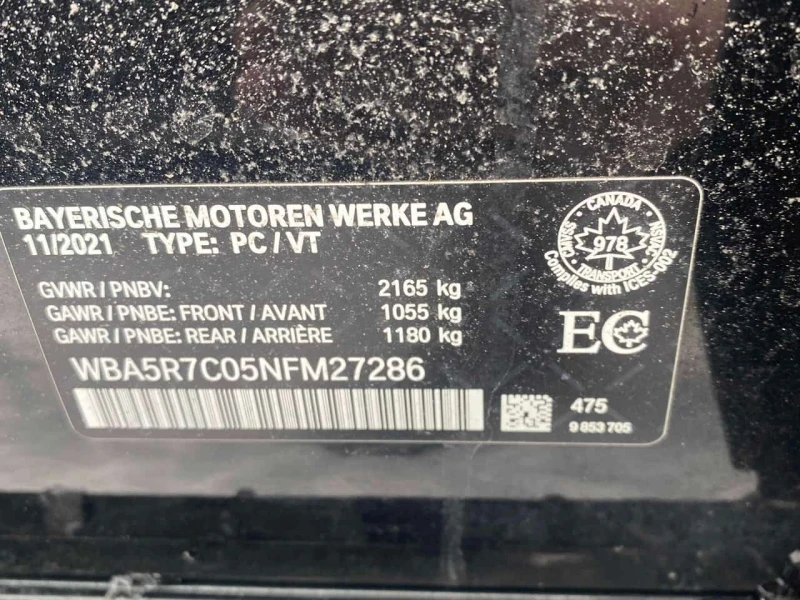 BAYERISCHE MOTOREN WERKE AG
11/2021 TYPE: PC / VT
GVWR / PNBV: 2165 kg
GAWR / PNBE: FRONT / AVANT 1055 kg
GAWR / PNBE: REAR / ARRIÈRE 1180 kg
WBA5R7C05NFM27286
CANADA
978
TRANSPORT
SVMAC NSVAC
Complies with ICES-002
EC
475
9 853 705